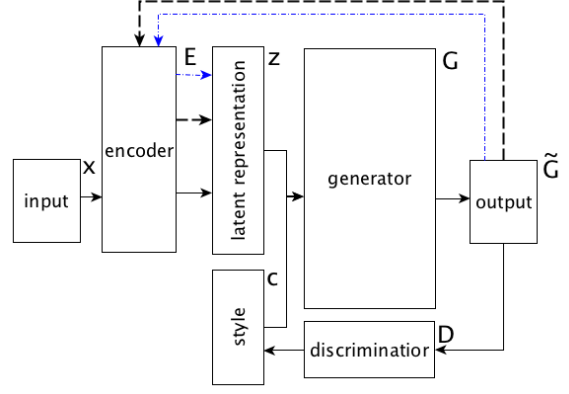 E
z
G
x
encoder
latent representation
generator
input
output
G̃
c
style
D
discriminatior